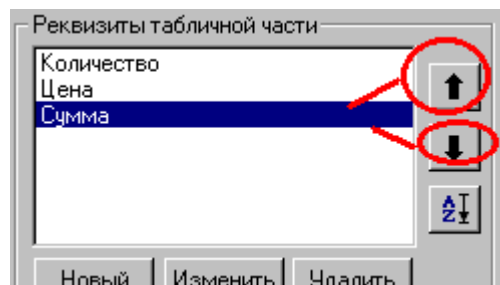 Реквизиты табличной части
Количество
Цена
Сумма
A
Z
Новый Изменить Удалить